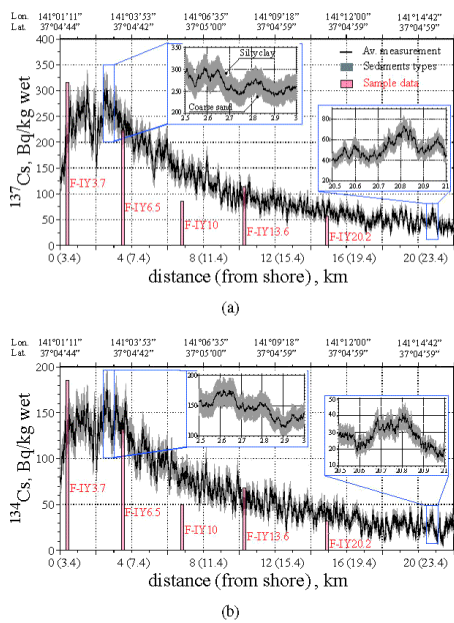 Lon. 141°01'11" 141°03'53" 141°06'35" 141°09'18" 141°12'00" 141°14'42"
Lat. 37°04'44" 37°04'42" 37°05'00" 37°04'59" 37°04'59" 37°04'59"
400
350
300
250
200
150
100
50
0
137Cs, Bq/kg wet
3.30
300
250
200
Silty clay
Coarse sand
2.5 2.6 2.7 2.8 2.9 3
Av. measurement
Sediments types
Sample data
80
60
40
20
20.5 20.6 20.7 20.8 20.9 21
F-IY3.7
F-IY6.5
F-IY10
F-IY13.6
F-IY20.2
0 (3.4) 4 (7.4) 8 (11.4) 12 (15.4) 16 (19.4) 20 (23.4)
distance (from shore) , km
(a)
Lon. 141°01'11" 141°03'53" 141°06'35" 141°09'18" 141°12'00" 141°14'42"
Lat. 37°04'44" 37°04'42" 37°05'00" 37°04'59" 37°04'59" 37°04'59"
200
150
100
50
0
134Cs, Bq/kg wet
200
150
100
2.5 2.6 2.7 2.8 2.9 3
50
40
30
20
10
20.5 20.6 20.7 20.8 20.9 21
F-IY3.7
F-IY6.5
F-IY10
F-IY13.6
F-IY20.2
0 (3.4) 4(7.4) 8 (11.4) 12 (15.4) 16 (19.4) 20 (23.4)
distance (from shore) , km
(b)